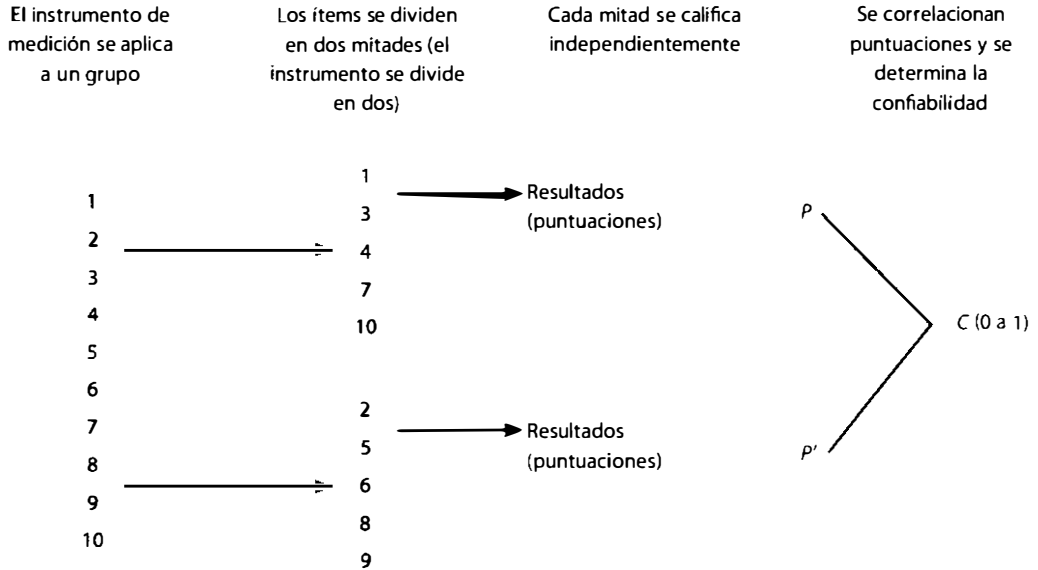 El instrumento de
medición se aplica
a un grupo
Los ítems se dividen
en dos mitades (el
instrumento se divide
en dos)
Cada mitad se califica
independientemente
Se correlacionan
puntuaciones y se
determina la
confiabilidad
1
2
3
4
5
6
7
8
9
10
1
3
4
7
10
2
5
6
8
9
Resultados
(puntuaciones)
Resultados
(puntuaciones)
P
P'
C (0 a 1)